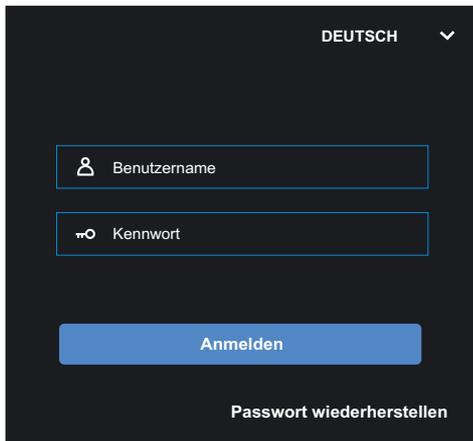 DEUTSCH
Benutzername
Kennwort
Anmelden
Passwort wiederherstellen